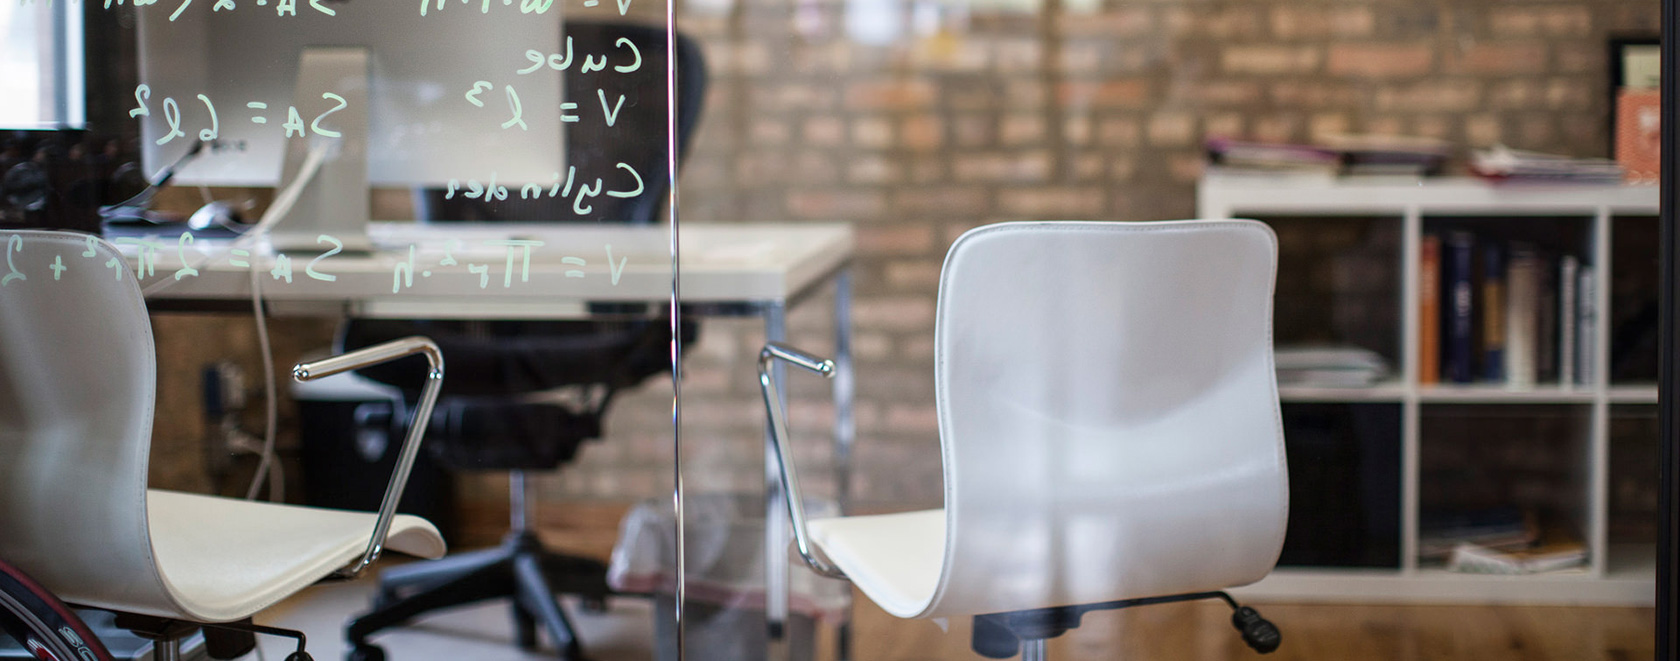 Cube
V = l³ SA = 6l²
Cylinder
V = πr²·h SA = 2πr² + 2